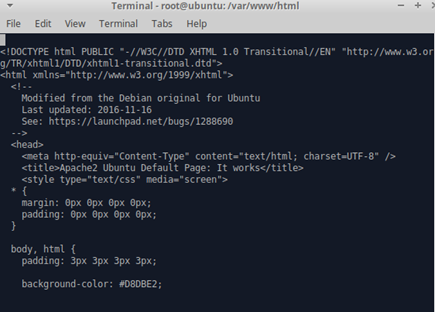 Terminal - root@ubuntu: /var/www/html
File Edit View Terminal Tabs Help
<!DOCTYPE html PUBLIC "-//W3C//DTD XHTML 1.0 Transitional//EN" "http://www.w3.or
g/TR/xhtml1/DTD/xhtml1-transitional.dtd">
<html xmlns="http://www.w3.org/1999/xhtml">
<!--
Modified from the Debian original for Ubuntu
Last updated: 2016-11-16
See: https://launchpad.net/bugs/1288690
-->
<head>
<meta http-equiv="Content-Type" content="text/html; charset=UTF-8" />
<title>Apache2 Ubuntu Default Page: It works</title>
<style type="text/css" media="screen">
* {
margin: 0px 0px 0px 0px;
padding: 0px 0px 0px 0px;
}
body, html {
padding: 3px 3px 3px 3px;
background-color: #D8DBE2;